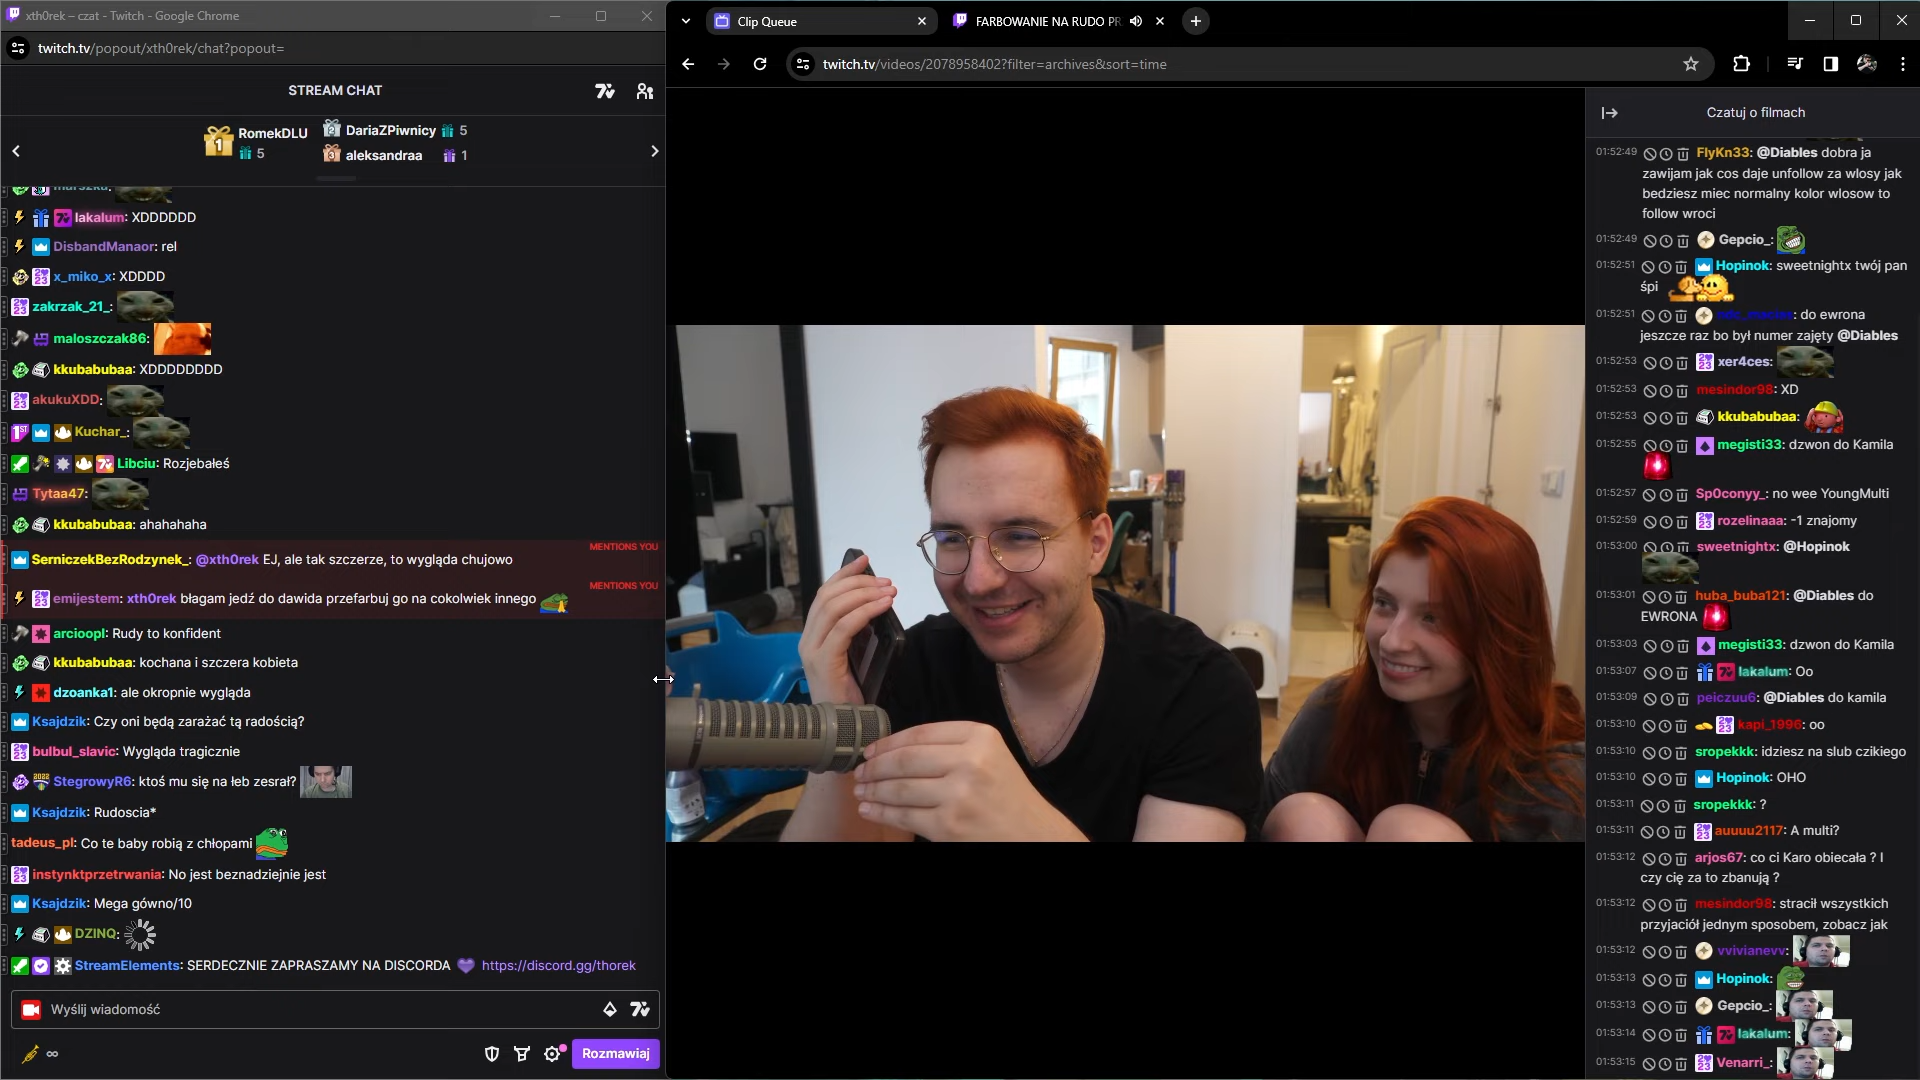 xth0rek – czat - Twitch - Google Chrome
twitch.tv/popout/xth0rek/chat?popout=
STREAM CHAT
1 RomekDLU 5
2 DariaZPiwnicy 5
3 aleksandraa 1
lakalum: XDDDDDD
DisbandManaor: rel
x_miko_x: XDDDD
zakrzak_21_:
maloszczak86:
kkubabubaa: XDDDDDDDD
akukuXDD:
Kuchar_:
Libciu: Rozjebałeś
Tytaa47:
kkubabubaa: ahahahaha
MENTIONS YOU
SerniczekBezRodzynek_: @xth0rek EJ, ale tak szczerze, to wygląda chujowo
MENTIONS YOU
emijestem: xth0rek błagam jedź do dawida przefarbuj go na cokolwiek innego
arcioopl: Rudy to konfident
kkubabubaa: kochana i szczera kobieta
dzoanka1: ale okropnie wygląda
Ksajdzik: Czy oni będą zarażać tą radością?
bulbul_slavic: Wygląda tragicznie
StegrowyR6: ktoś mu się na łeb zesrał?
Ksajdzik: Rudoscia*
tadeus_pl: Co te baby robią z chłopami
instynktprzetrwania: No jest beznadziejnie jest
Ksajdzik: Mega gówno/10
DZINQ:
StreamElements: SERDECZNIE ZAPRASZAMY NA DISCORDA 💜 https://discord.gg/thorek
Wyślij wiadomość
∞
Rozmawiaj
Clip Queue
FARBOWANIE NA RUDO PR
twitch.tv/videos/2078958402?filter=archives&sort=time
Czatuj o filmach
01:52:49 FlyKn33: @Diables dobra ja
zawijam jak cos daje unfollow za wlosy jak
bedziesz miec normalny kolor wlosow to
follow wroci
01:52:49 Gepcio_:
01:52:51 Hopinok: sweetnightx twój pan
śpi
01:52:51 : do ewrona
jeszcze raz bo był numer zajęty @Diables
01:52:53 xer4ces:
01:52:53 mesindor98: XD
01:52:53 kkubabubaa:
01:52:55 megisti33: dzwon do Kamila
01:52:57 Sp0conyy_: no wee YoungMulti
01:52:59 rozelinaaa: -1 znajomy
01:53:00 sweetnightx: @Hopinok
01:53:01 huba_buba121: @Diables do
EWRONA
01:53:03 megisti33: dzwon do Kamila
01:53:07 lakalum: Oo
01:53:09 peiczuu6: @Diables do kamila
01:53:10 kapi_1996: oo
01:53:10 sropekkk: idziesz na slub czikiego
01:53:10 Hopinok: OHO
01:53:11 sropekkk: ?
01:53:11 auuuu2117: A multi?
01:53:12 arjos67: co ci Karo obiecała ? I
czy cię za to zbanują ?
01:53:12 mesindor98: stracił wszystkich
przyjaciół jednym sposobem, zobacz jak
01:53:12 vvivianevv:
01:53:13 Hopinok:
01:53:13 Gepcio_:
01:53:14 lakalum:
01:53:15 Venarri_: